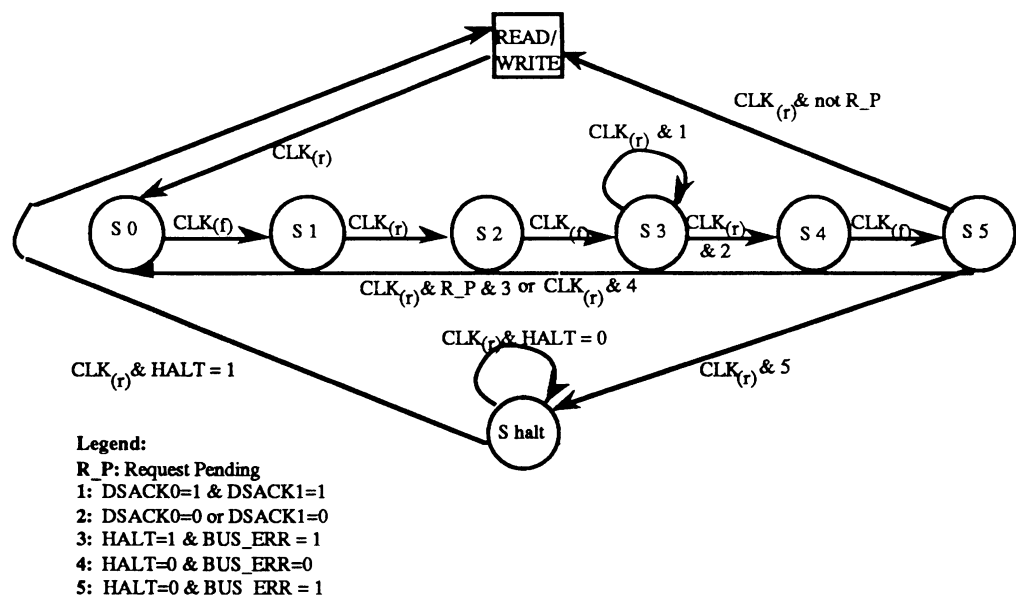 READ/
WRITE
CLK(r) & not R_P
CLK(r) & 1
CLK(r)
S 0
CLK(f)
S 1
CLK(r)
S 2
CLK(f)
S 3
CLK(r)
& 2
S 4
CLK(f)
S 5
CLK(r) & R_P & 3 or CLK(r) & 4
CLK(r) & HALT = 0
CLK(r) & HALT = 1
CLK(r) & 5
S halt
Legend:
R_P: Request Pending
1: DSACK0=1 & DSACK1=1
2: DSACK0=0 or DSACK1=0
3: HALT=1 & BUS_ERR = 1
4: HALT=0 & BUS_ERR=0
5: HALT=0 & BUS_ERR = 1